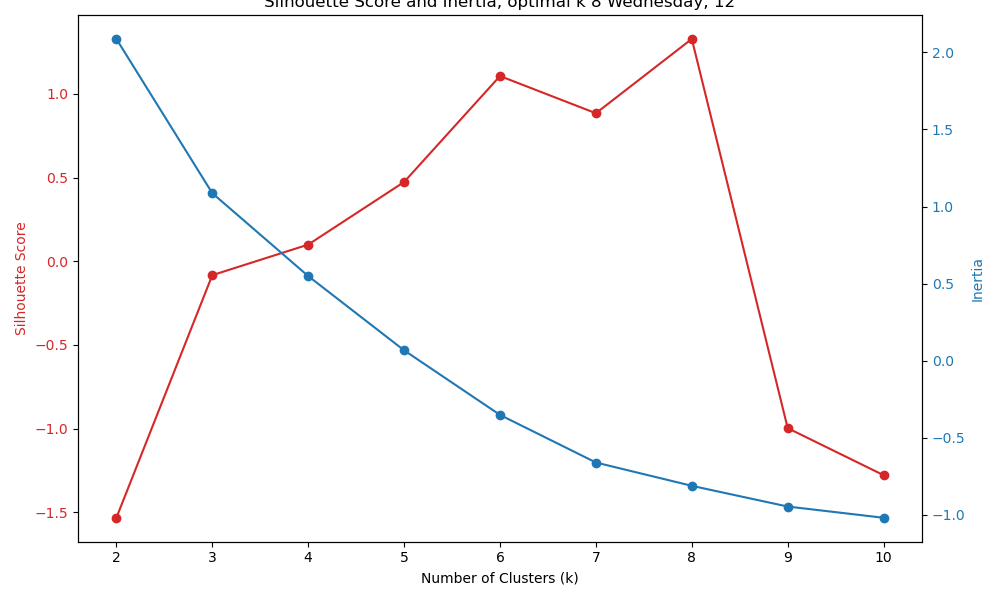 Silhouette Score and Inertia, optimal k 8 Wednesday, 12
1.0
0.5
0.0
−0.5
−1.0
−1.5
Silhouette Score
2.0
1.5
1.0
0.5
0.0
−0.5
−1.0
Inertia
2 3 4 5 6 7 8 9 10
Number of Clusters (k)